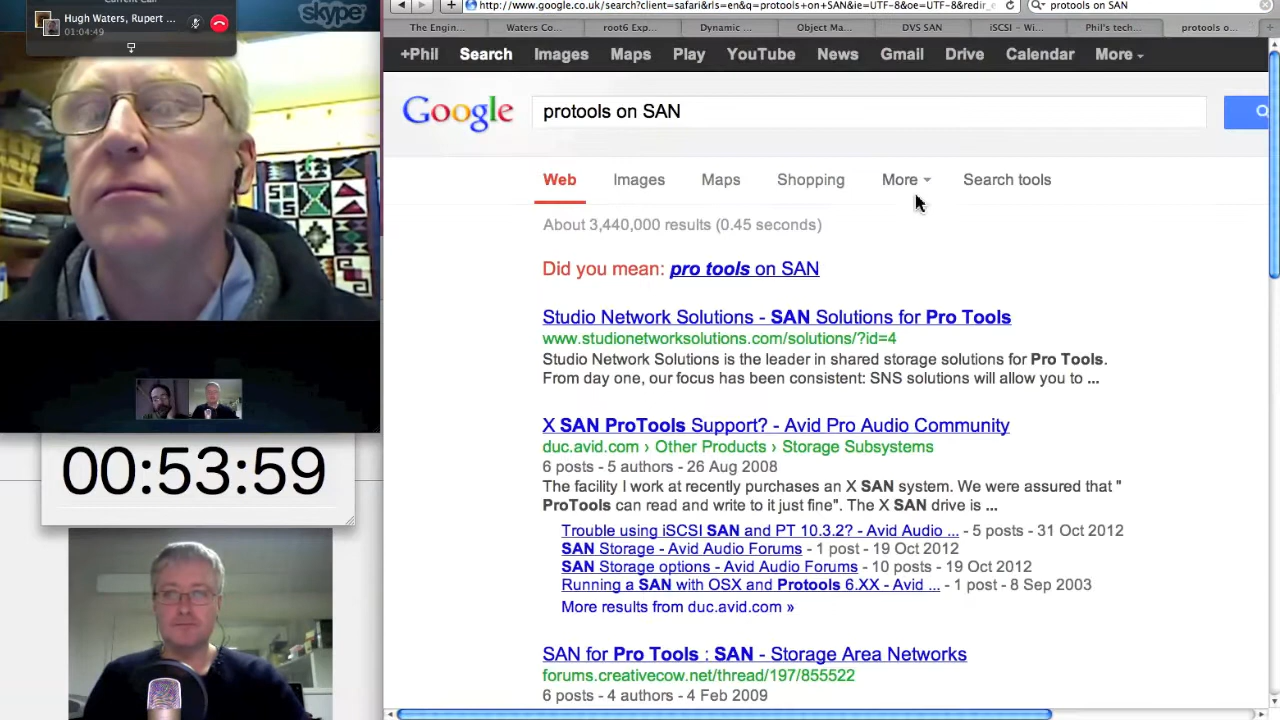 Current Call
Hugh Waters, Rupert ...
01:04:49
skype
00:53:59
http://www.google.co.uk/search?client=safari&rls=en&q=protools+on+SAN&ie=UTF-8&oe=UTF-8&redir_
protools on SAN
The Engin...
Waters Co...
root6 Exp...
Dynamic ...
Object Ma...
DVS SAN
iSCSI – Wi...
Phil's tech...
protools o...
+Phil Search Images Maps Play YouTube News Gmail Drive Calendar More
Google
protools on SAN
Web Images Maps Shopping More Search tools
About 3,440,000 results (0.45 seconds)
Did you mean: pro tools on SAN
Studio Network Solutions - SAN Solutions for Pro Tools
www.studionetworksolutions.com/solutions/?id=4
Studio Network Solutions is the leader in shared storage solutions for Pro Tools.
From day one, our focus has been consistent: SNS solutions will allow you to ...
X SAN ProTools Support? - Avid Pro Audio Community
duc.avid.com › Other Products › Storage Subsystems
6 posts - 5 authors - 26 Aug 2008
The facility I work at recently purchases an X SAN system. We were assured that "
ProTools can read and write to it just fine". The X SAN drive is ...
Trouble using iSCSI SAN and PT 10.3.2? - Avid Audio ... - 5 posts - 31 Oct 2012
SAN Storage - Avid Audio Forums - 1 post - 19 Oct 2012
SAN Storage options - Avid Audio Forums - 10 posts - 19 Oct 2012
Running a SAN with OSX and Protools 6.XX - Avid ... - 1 post - 8 Sep 2003
More results from duc.avid.com »
SAN for Pro Tools : SAN - Storage Area Networks
forums.creativecow.net/thread/197/855522
6 posts - 4 authors - 4 Feb 2009